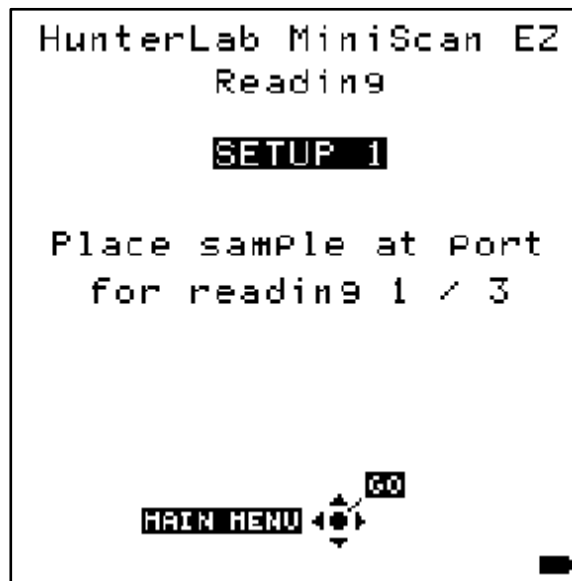 HunterLab MiniScan EZ
Reading
SETUP 1
Place sample at port
for reading 1 / 3
GO
MAIN MENU